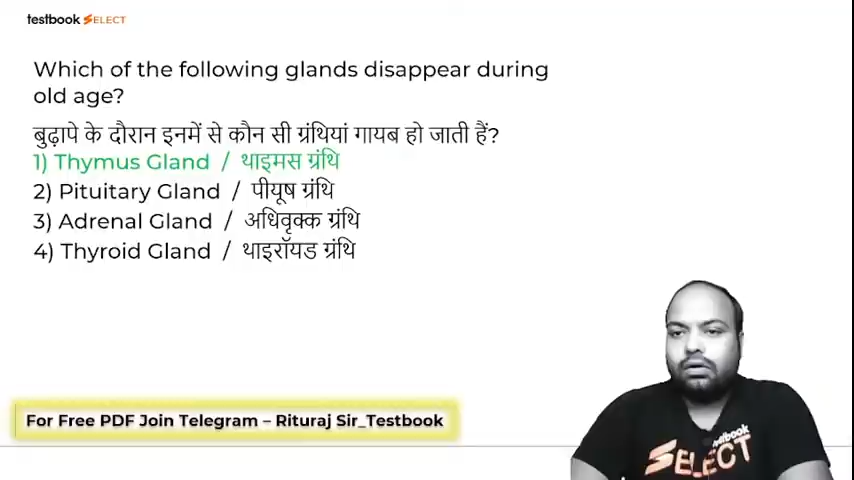 testbook SELECT
Which of the following glands disappear during
old age?
बुढ़ापे के दौरान इनमें से कौन सी ग्रंथियां गायब हो जाती हैं?
1) Thymus Gland / थाइमस ग्रंथि
2) Pituitary Gland / पीयूष ग्रंथि
3) Adrenal Gland / अधिवृक्क ग्रंथि
4) Thyroid Gland / थाइरॉयड ग्रंथि
For Free PDF Join Telegram – Rituraj Sir_Testbook
testbook
SELECT